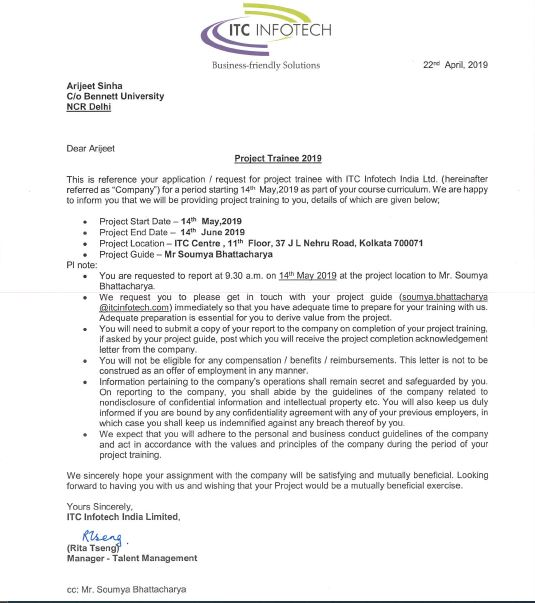 ITC INFOTECH
Business-friendly Solutions
22nd April, 2019
Arijeet Sinha
C/o Bennett University
NCR Delhi
Dear Arijeet
Project Trainee 2019
This is reference your application / request for project trainee with ITC Infotech India Ltd. (hereinafter
referred as "Company") for a period starting 14th May,2019 as part of your course curriculum. We are happy
to inform you that we will be providing project training to you, details of which are given below;
• Project Start Date – 14th May,2019
• Project End Date – 14th June 2019
• Project Location – ITC Centre , 11th Floor, 37 J L Nehru Road, Kolkata 700071
• Project Guide – Mr Soumya Bhattacharya
Pl note:
• You are requested to report at 9.30 a.m. on 14th May 2019 at the project location to Mr. Soumya
Bhattacharya.
• We request you to please get in touch with your project guide (soumya.bhattacharya
@itcinfotech.com) immediately so that you have adequate time to prepare for your training with us.
Adequate preparation is essential for you to derive value from the project.
• You will need to submit a copy of your report to the company on completion of your project training,
if asked by your project guide, post which you will receive the project completion acknowledgement
letter from the company.
• You will not be eligible for any compensation / benefits / reimbursements. This letter is not to be
construed as an offer of employment in any manner.
• Information pertaining to the company's operations shall remain secret and safeguarded by you.
On reporting to the company, you shall abide by the guidelines of the company related to
nondisclosure of confidential information and intellectual property etc. You will also keep us duly
informed if you are bound by any confidentiality agreement with any of your previous employers, in
which case you shall keep us indemnified against any breach thereof by you.
• We expect that you will adhere to the personal and business conduct guidelines of the company
and act in accordance with the values and principles of the company during the period of your
project training.
We sincerely hope your assignment with the company will be satisfying and mutually beneficial. Looking
forward to having you with us and wishing that your Project would be a mutually beneficial exercise.
Yours Sincerely,
ITC Infotech India Limited,
RTseng
(Rita Tseng)
Manager - Talent Management
cc: Mr. Soumya Bhattacharya